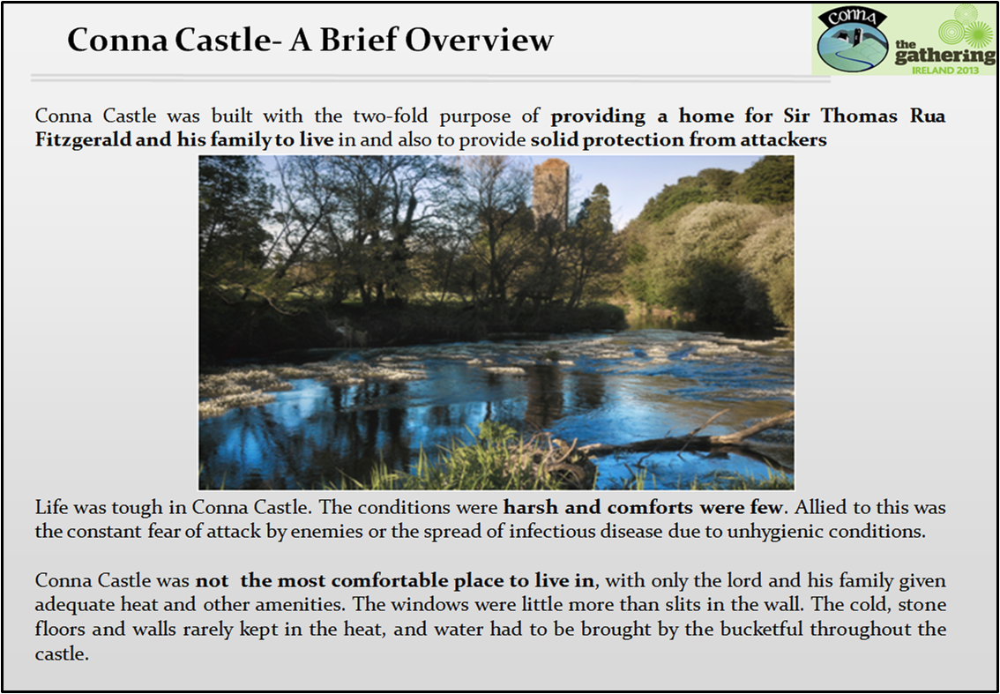 Conna Castle- A Brief Overview
conna
the
gathering
IRELAND 2013
Conna Castle was built with the two-fold purpose of providing a home for Sir Thomas Rua
Fitzgerald and his family to live in and also to provide solid protection from attackers
Life was tough in Conna Castle. The conditions were harsh and comforts were few. Allied to this was
the constant fear of attack by enemies or the spread of infectious disease due to unhygienic conditions.
Conna Castle was not the most comfortable place to live in, with only the lord and his family given
adequate heat and other amenities. The windows were little more than slits in the wall. The cold, stone
floors and walls rarely kept in the heat, and water had to be brought by the bucketful throughout the
castle.